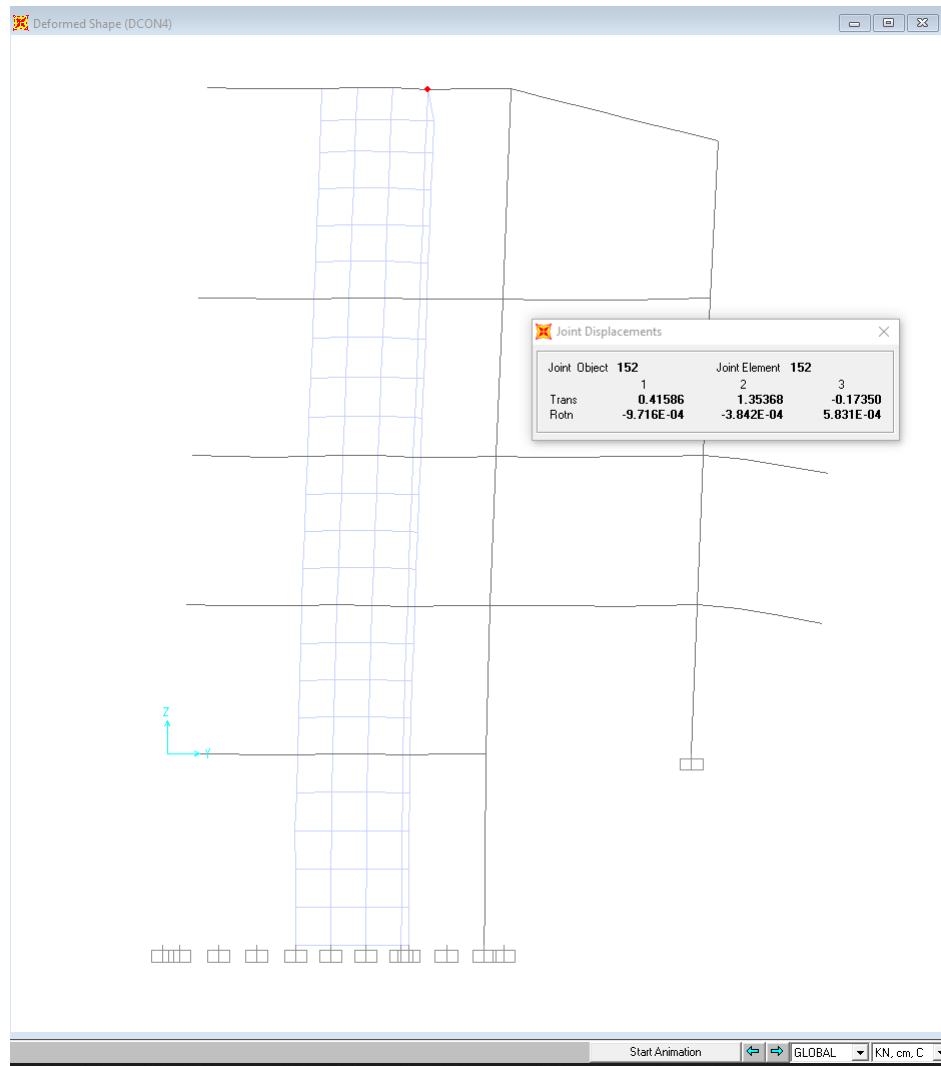 Deformed Shape (DCON4)
Joint Displacements
Joint Object 152 Joint Element 152
1 2 3
Trans 0.41586 1.35368 -0.17350
Rotn -9.716E-04 -3.842E-04 5.831E-04
Z
Y
Start Animation GLOBAL KN, cm, C